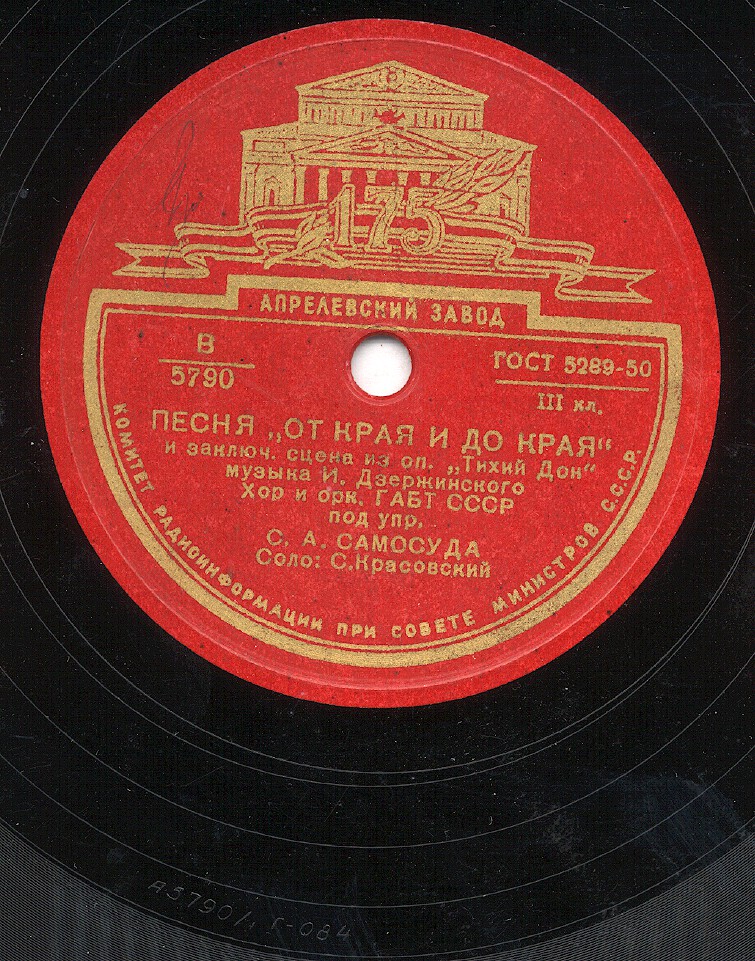 175
АПРЕЛЕВСКИЙ ЗАВОД
В
5790
ГОСТ 5289-50
III кл.
ПЕСНЯ „ОТ КРАЯ И ДО КРАЯ“
и заключ. сцена из оп. „Тихий Дон“
музыка И. Дзержинского
Хор и орк. ГАБТ СССР
под упр.
С. А. САМОСУДА
Соло: С.Красовский
КОМИТЕТ РАДИОИНФОРМАЦИИ ПРИ СОВЕТЕ МИНИСТРОВ С.С.С.Р.
А5790/1 Г-084